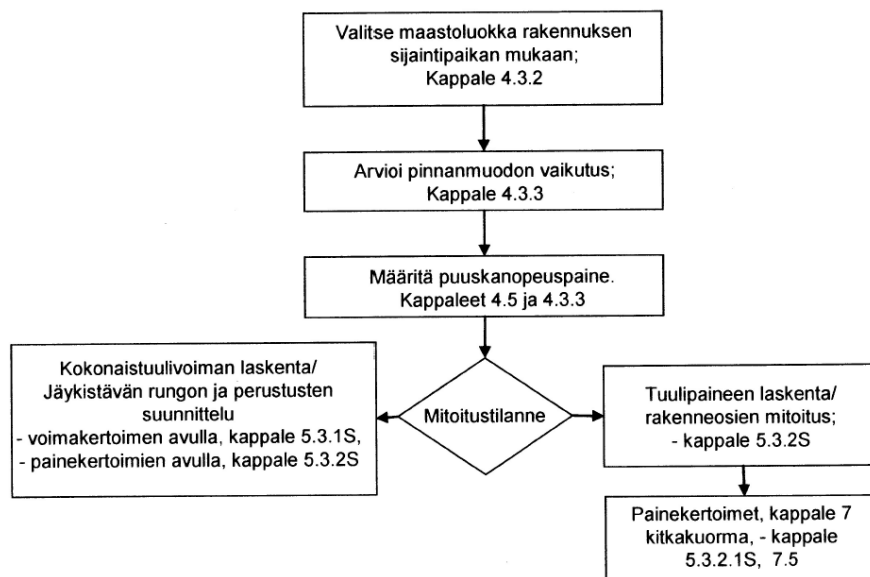 Valitse maastoluokka rakennuksen
sijaintipaikan mukaan;
Kappale 4.3.2
Arvioi pinnanmuodon vaikutus;
Kappale 4.3.3
Määritä puuskanopeuspaine.
Kappaleet 4.5 ja 4.3.3
Kokonaistuulivoiman laskenta/
Jäykistävän rungon ja perustusten
suunnittelu
- voimakertoimen avulla, kappale 5.3.1S,
- painekertoimien avulla, kappale 5.3.2S
Mitoitustilanne
Tuulipaineen laskenta/
rakenneosien mitoitus;
- kappale 5.3.2S
Painekertoimet, kappale 7
kitkakuorma, - kappale
5.3.2.1S, 7.5